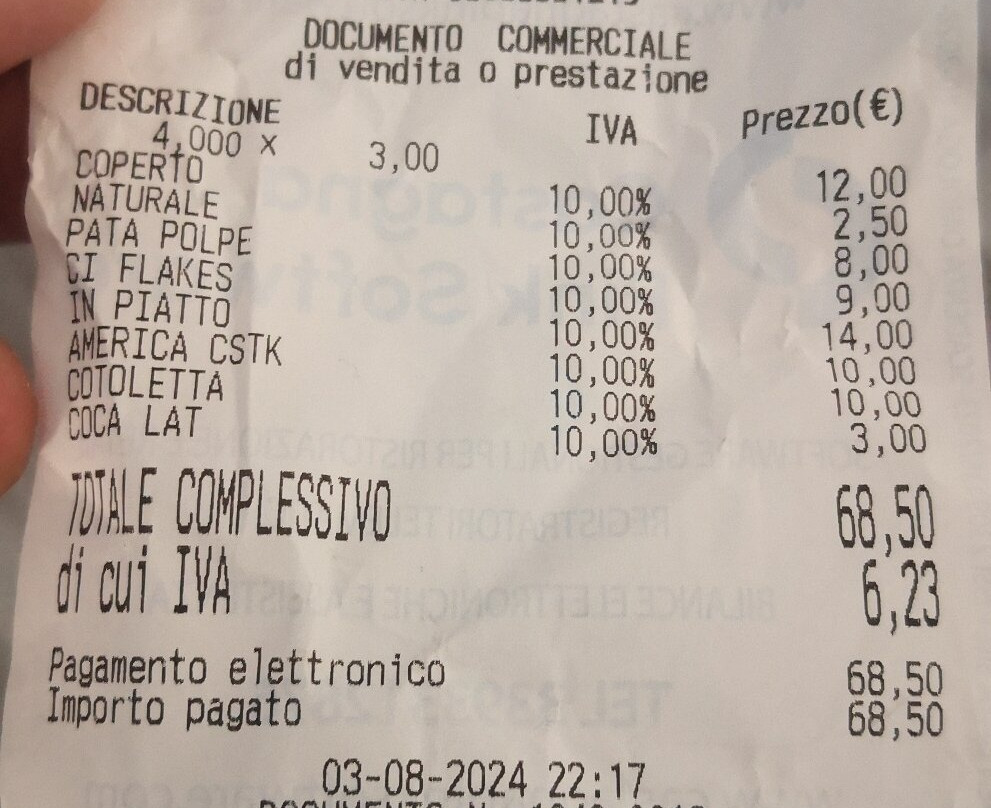 DOCUMENTO COMMERCIALE
di vendita o prestazione
DESCRIZIONE IVA Prezzo(€)
4,000 x 3,00
COPERTO 10,00% 12,00
NATURALE 10,00% 2,50
PATA POLPE 10,00% 8,00
CI FLAKES 10,00% 9,00
IN PIATTO 10,00% 14,00
AMERICA CSTK 10,00% 10,00
COTOLETTA 10,00% 10,00
COCA LAT 10,00% 3,00
TOTALE COMPLESSIVO 68,50
di cui IVA 6,23
Pagamento elettronico 68,50
Importo pagato 68,50
03-08-2024 22:17